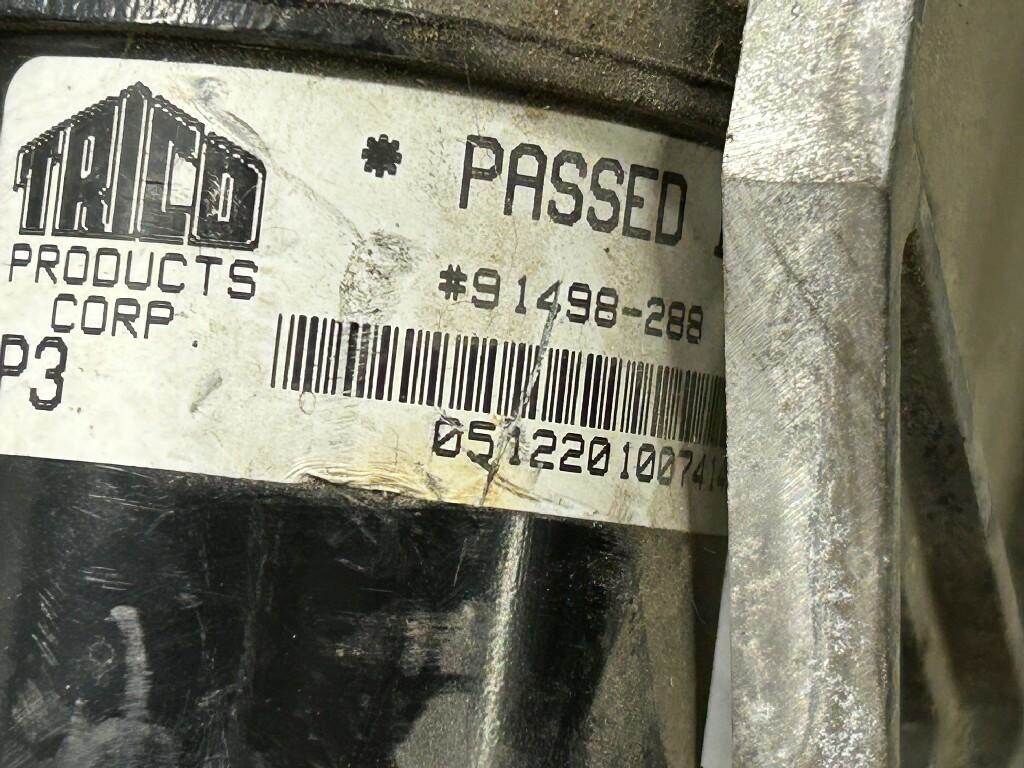 TRICO
PRODUCTS
CORP
P3
* PASSED
#91498-288
0512201007414